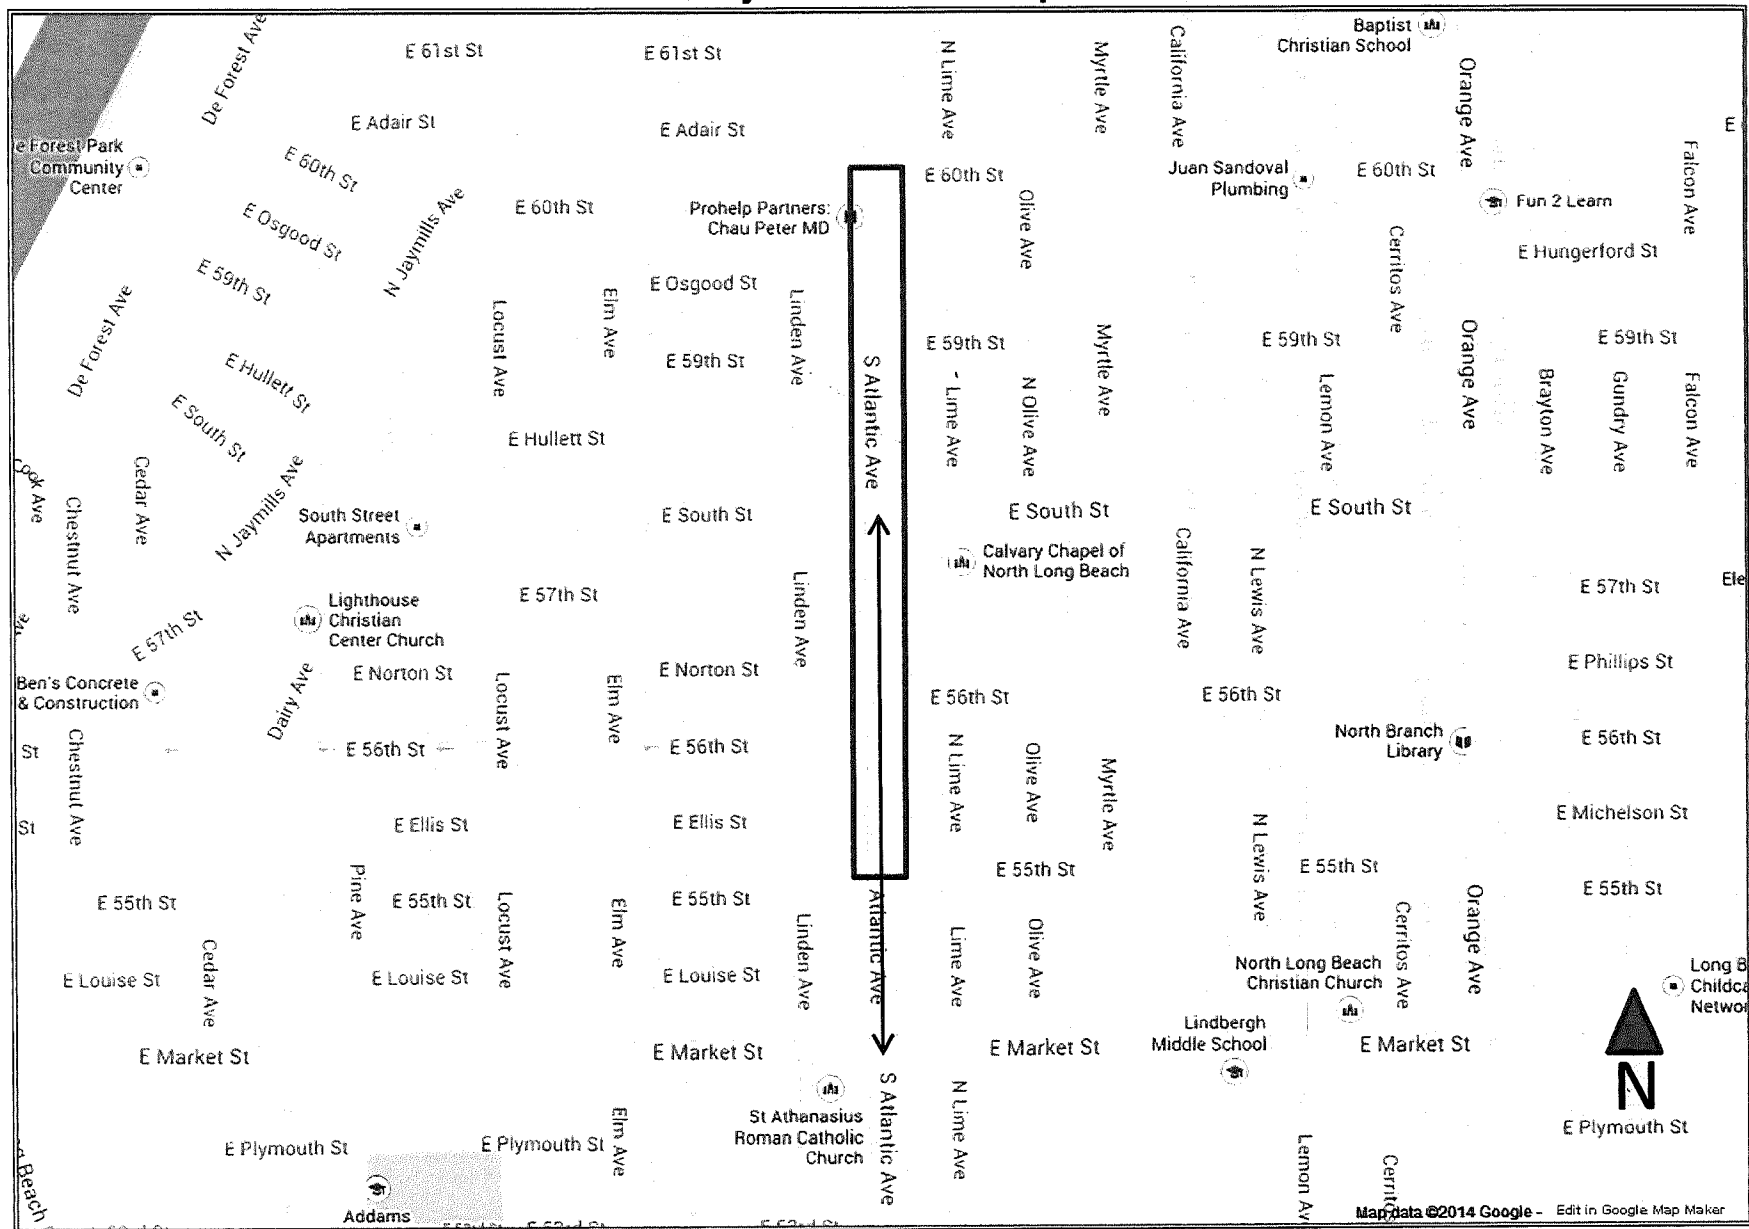 Baptist
Christian School
E 61st St
E 61st St
De Forest Ave
N Lime Ave
Myrtle Ave
California Ave
Orange Ave
E Adair St
E Adair St
E
e Forest Park
Community
Center
E 60th St
E 60th St
Juan Sandoval
Plumbing
E 60th St
Falcon Ave
E Osgood St
N Jaymills Ave
E 60th St
Prohelp Partners:
Chau Peter MD
Olive Ave
Fun 2 Learn
Cerritos Ave
E Hungerford St
E 59th St
De Forest Ave
Locust Ave
Elm Ave
E Osgood St
Linden Ave
E 59th St
S Atlantic Ave
E 59th St
Myrtle Ave
E 59th St
Orange Ave
E 59th St
E Hullett St
Lime Ave
N Olive Ave
Lemon Ave
Brayton Ave
Gundry Ave
Falcon Ave
E South St
E Hullett St
Cook Ave
Cedar Ave
N Jaymills Ave
Chestnut Ave
South Street
Apartments
E South St
E South St
E South St
Calvary Chapel of
North Long Beach
California Ave
N Lewis Ave
E 57th St
Ele
Linden Ave
E 57th St
Lighthouse
Christian
Center Church
E 57th St
ve
E Norton St
E Norton St
E Phillips St
Ben's Concrete
& Construction
Dairy Ave
Locust Ave
Elm Ave
E 56th St
E 56th St
St
Chestnut Ave
E 56th St
E 56th St
N Lime Ave
Olive Ave
Myrtle Ave
North Branch
Library
E 56th St
St
E Ellis St
E Ellis St
N Lewis Ave
E Michelson St
Pine Ave
E 55th St
E 55th St
E 55th St
E 55th St
E 55th St
Locust Ave
Elm Ave
E 55th St
Linden Ave
Atlantic Ave
Lime Ave
Olive Ave
Cerritos Ave
Orange Ave
Cedar Ave
E Louise St
E Louise St
E Louise St
North Long Beach
Christian Church
Long B
Childca
Networ
Lindbergh
Middle School
E Market St
E Market St
E Market St
E Market St
N
S Atlantic Ave
N Lime Ave
St Athanasius
Roman Catholic
Church
Elm Ave
E Plymouth St
E Plymouth St
E Plymouth St
Lemon Av
Cerritos
Beach
Addams
Map data ©2014 Google - Edit in Google Map Maker